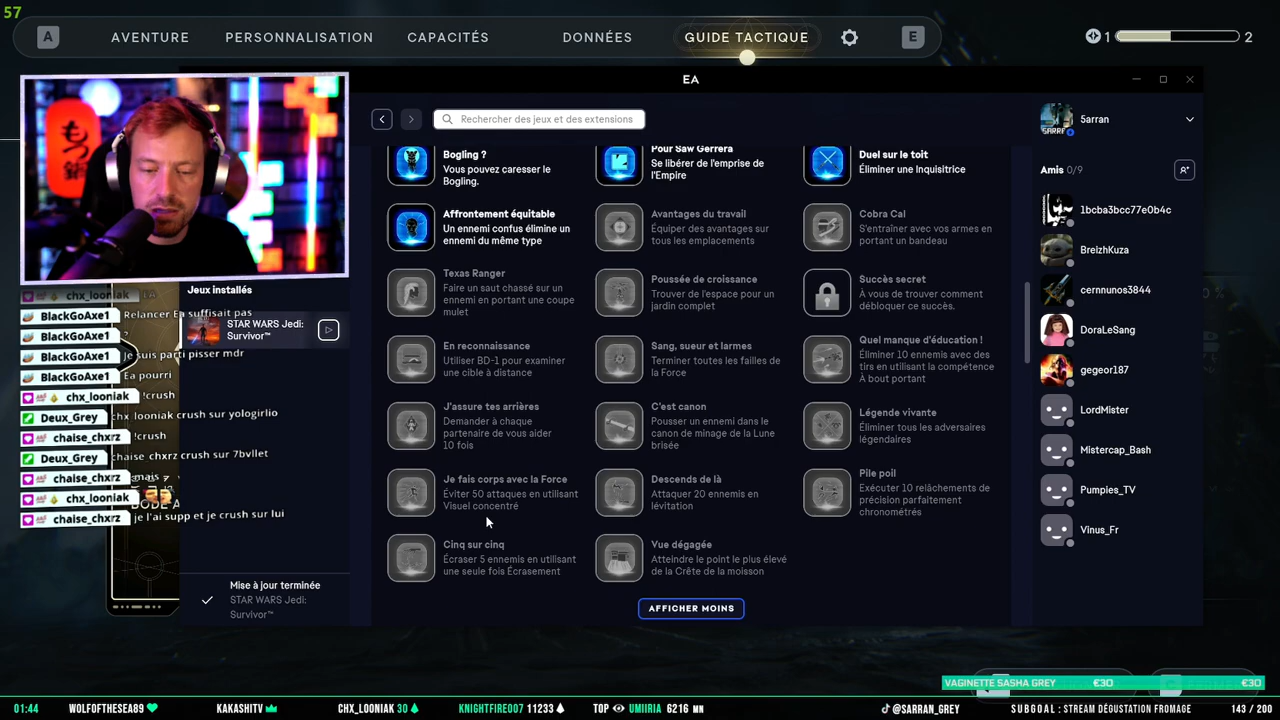 57
A
AVENTURE
PERSONNALISATION
CAPACITÉS
DONNÉES
GUIDE TACTIQUE
E
1
2
EA
Rechercher des jeux et des extensions
5arran
Amis 0/9
1bcba3bcc77e0b4c
BreizhKuza
cernnunos3844
DoraLeSang
gegeor187
LordMister
Mistercap_Bash
Pumpies_TV
Vinus_Fr
Bogling ?
Vous pouvez caresser le
Bogling.
Pour Saw Gerrera
Se libérer de l'emprise de
l'Empire
Duel sur le toit
Éliminer une Inquisitrice
Affrontement équitable
Un ennemi confus élimine un
ennemi du même type
Avantages du travail
Équiper des avantages sur
tous les emplacements
Cobra Cal
S'entraîner avec vos armes en
portant un bandeau
Texas Ranger
Faire un saut chassé sur un
ennemi en portant une coupe
mulet
Poussée de croissance
Trouver de l'espace pour un
jardin complet
Succès secret
À vous de trouver comment
débloquer ce succès.
En reconnaissance
Utiliser BD-1 pour examiner
une cible à distance
Sang, sueur et larmes
Terminer toutes les failles de
la Force
Quel manque d'éducation !
Éliminer 10 ennemis avec des
tirs en utilisant la compétence
À bout portant
J'assure tes arrières
Demander à chaque
partenaire de vous aider
10 fois
C'est canon
Pousser un ennemi dans le
canon de minage de la Lune
brisée
Légende vivante
Éliminer tous les adversaires
légendaires
Je fais corps avec la Force
Éviter 50 attaques en utilisant
Visuel concentré
Descends de là
Attaquer 20 ennemis en
lévitation
Pile poil
Exécuter 10 relâchements de
précision parfaitement
chronométrés
Cinq sur cinq
Écraser 5 ennemis en utilisant
une seule fois Écrasement
Vue dégagée
Atteindre le point le plus élevé
de la Crête de la moisson
AFFICHER MOINS
Jeux installés
STAR WARS Jedi:
Survivor™
Mise à jour terminée
STAR WARS Jedi:
Survivor™
chx_looniak
BlackGoAxe1 Relancer Ea suffisait pas
BlackGoAxe1 ?
BlackGoAxe1 Je suis parti pisser mdr
BlackGoAxe1 Ea pourri
chx_looniak !crush
Deux_Grey chx_looniak crush sur yologirlio
chaise_chxrz !crush
Deux_Grey chaise_chxrz crush sur 7bvllet
chaise_chxrz mais
chx_looniak
chaise_chxrz je l'ai supp et je crush sur lui
VAGINETTE SASHA GREY €30 €30
01:44
WOLFOFTHESEA89
KAKASHITV
CHX_LOONIAK 30
KNIGHTFIRE007 11233
TOP UMIIRIA 6216 MN
@SARRAN_GREY
SUBGOAL : STREAM DÉGUSTATION FROMAGE
143 / 200